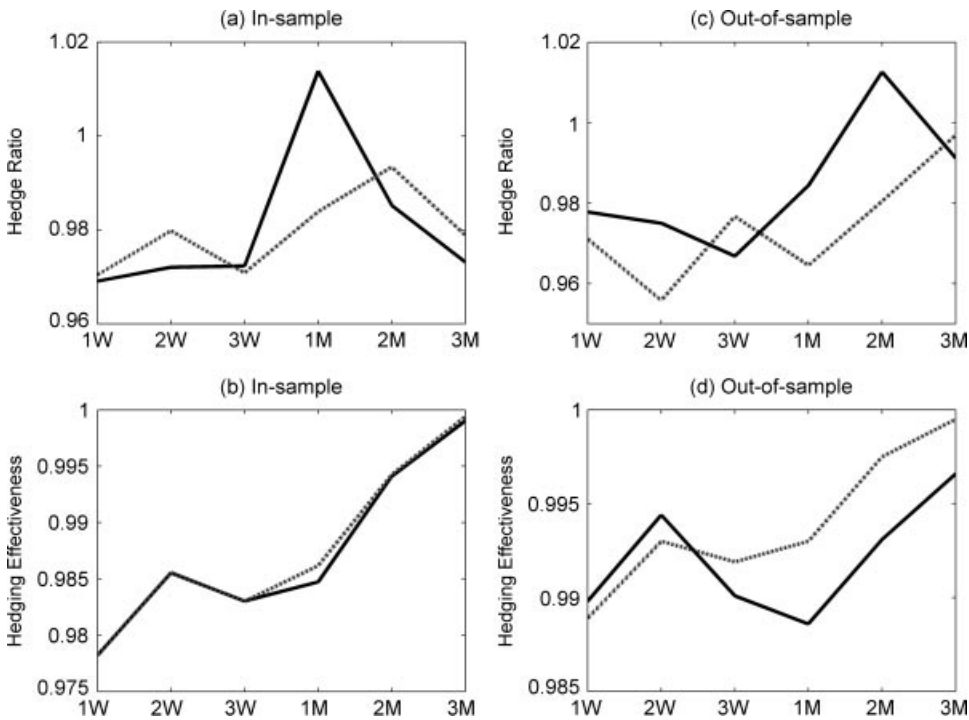 (a) In-sample
1.02
1
0.98
0.96
Hedge Ratio
1W 2W 3W 1M 2M 3M
(c) Out-of-sample
1.02
1
0.98
0.96
Hedge Ratio
1W 2W 3W 1M 2M 3M
(b) In-sample
1
0.995
0.99
0.985
0.98
0.975
Hedging Effectiveness
1W 2W 3W 1M 2M 3M
(d) Out-of-sample
1
0.995
0.99
0.985
Hedging Effectiveness
1W 2W 3W 1M 2M 3M